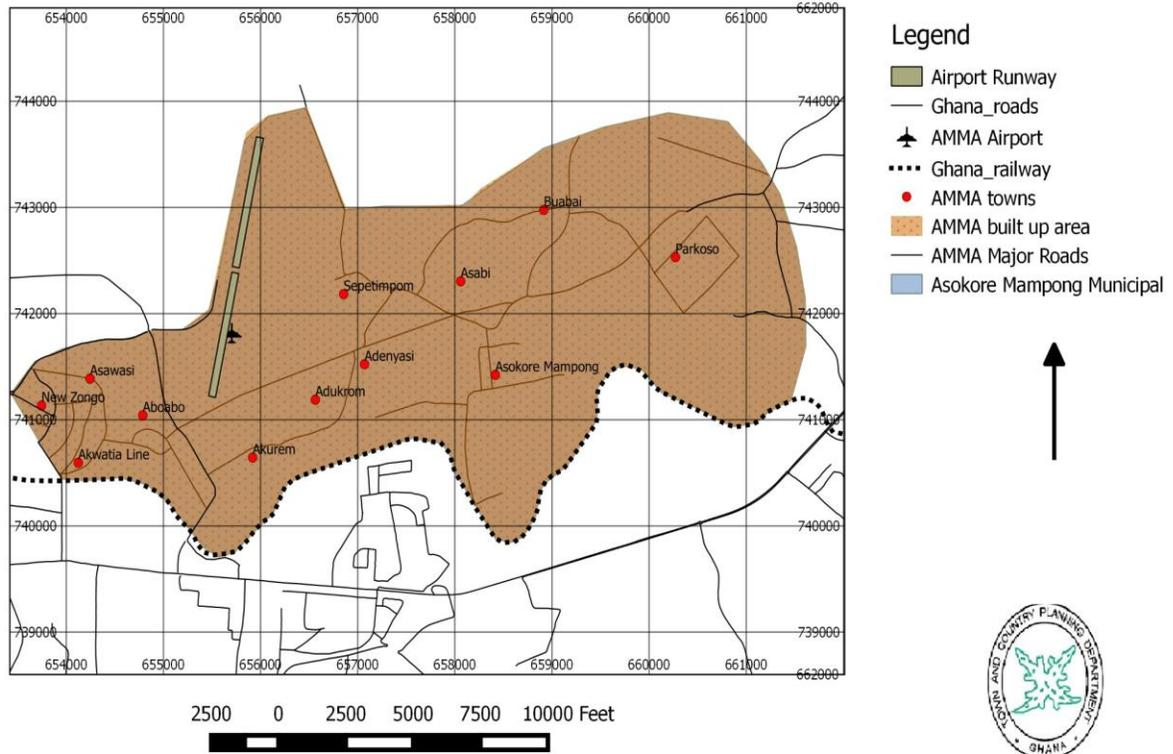 654000 655000 656000 657000 658000 659000 660000 661000 662000
744000 744000
743000 743000
742000 742000
741000 741000
740000 740000
739000 739000
654000 655000 656000 657000 658000 659000 660000 661000 662000
Buabai
Parkoso
Asabi
Sepetimpom
Adenyasi
Asokore Mampong
Asawasi
Adukrom
New Zongo
Aboabo
Akurem
Akwatia Line
Legend
Airport Runway
Ghana_roads
AMMA Airport
Ghana_railway
AMMA towns
AMMA built up area
AMMA Major Roads
Asokore Mampong Municipal
2500 0 2500 5000 7500 10000 Feet
TOWN AND COUNTRY PLANNING DEPARTMENT
GHANA